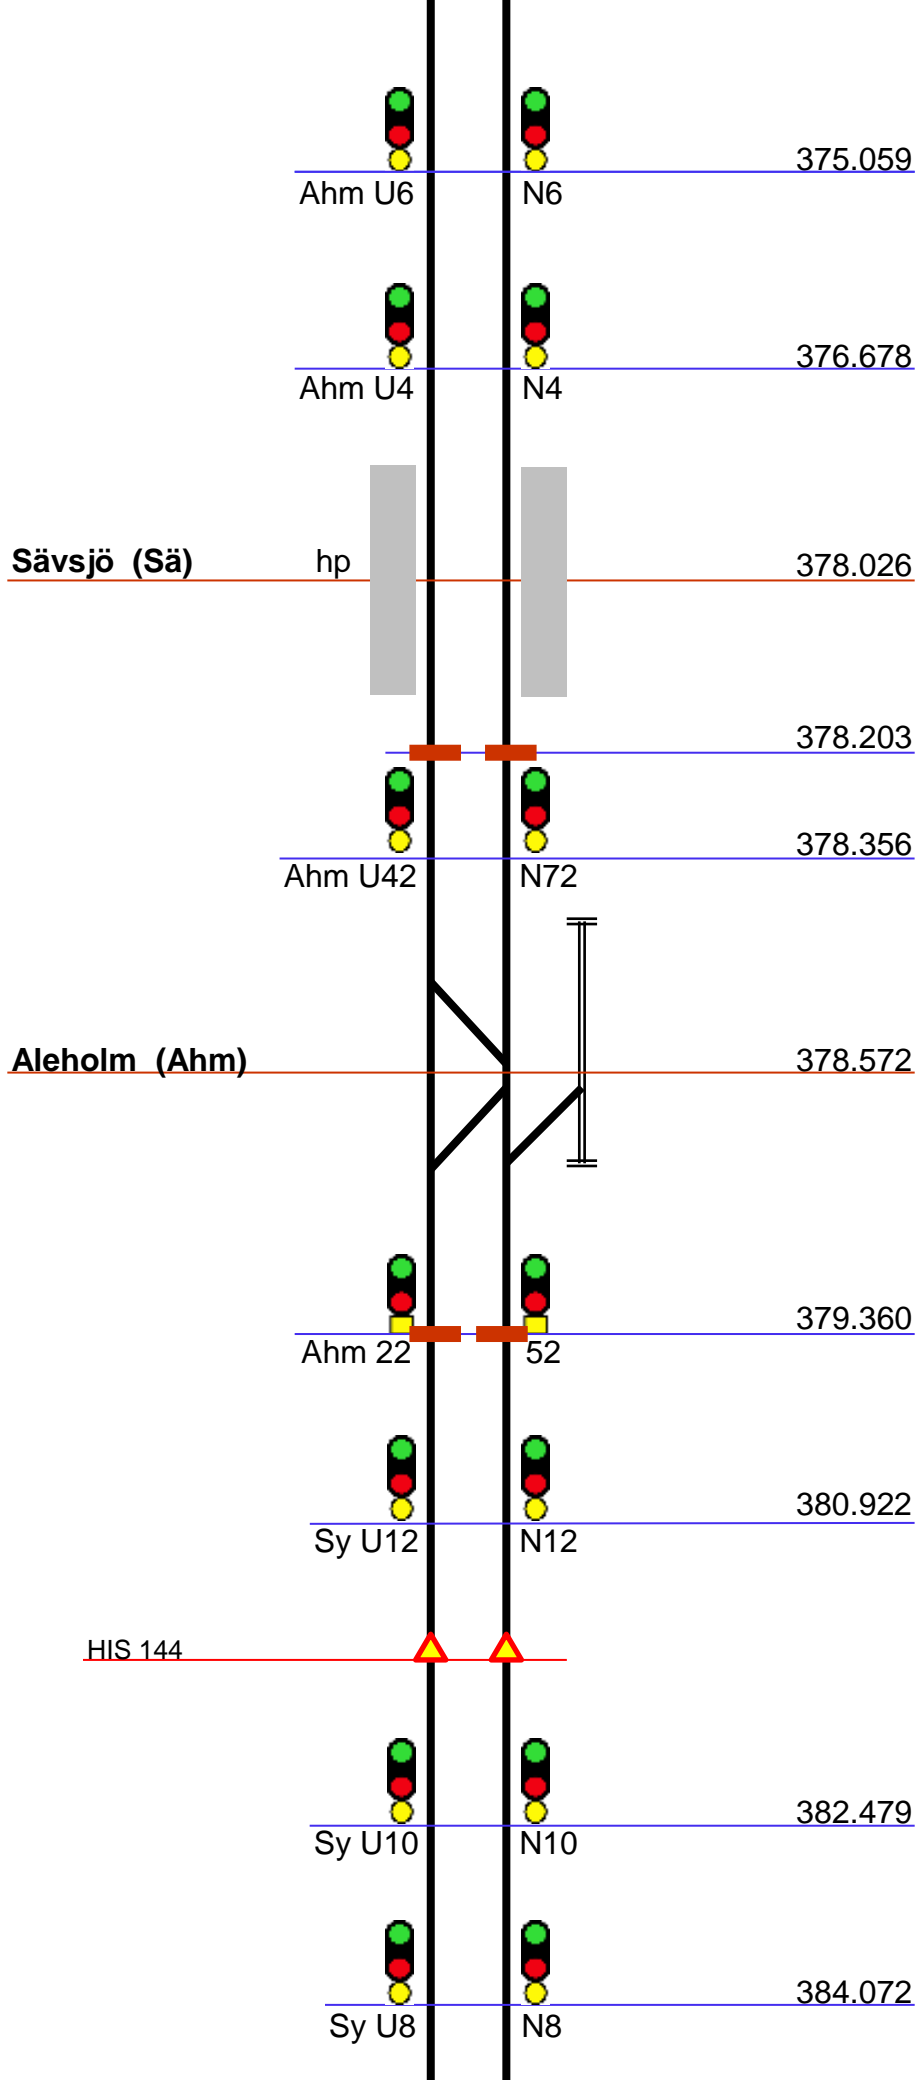 375.059
Ahm U6 N6
376.678
Ahm U4 N4
Sävsjö (Sä) hp 378.026
378.203
378.356
Ahm U42 N72
Aleholm (Ahm) 378.572
379.360
Ahm 22 52
380.922
Sy U12 N12
HIS 144
382.479
Sy U10 N10
384.072
Sy U8 N8